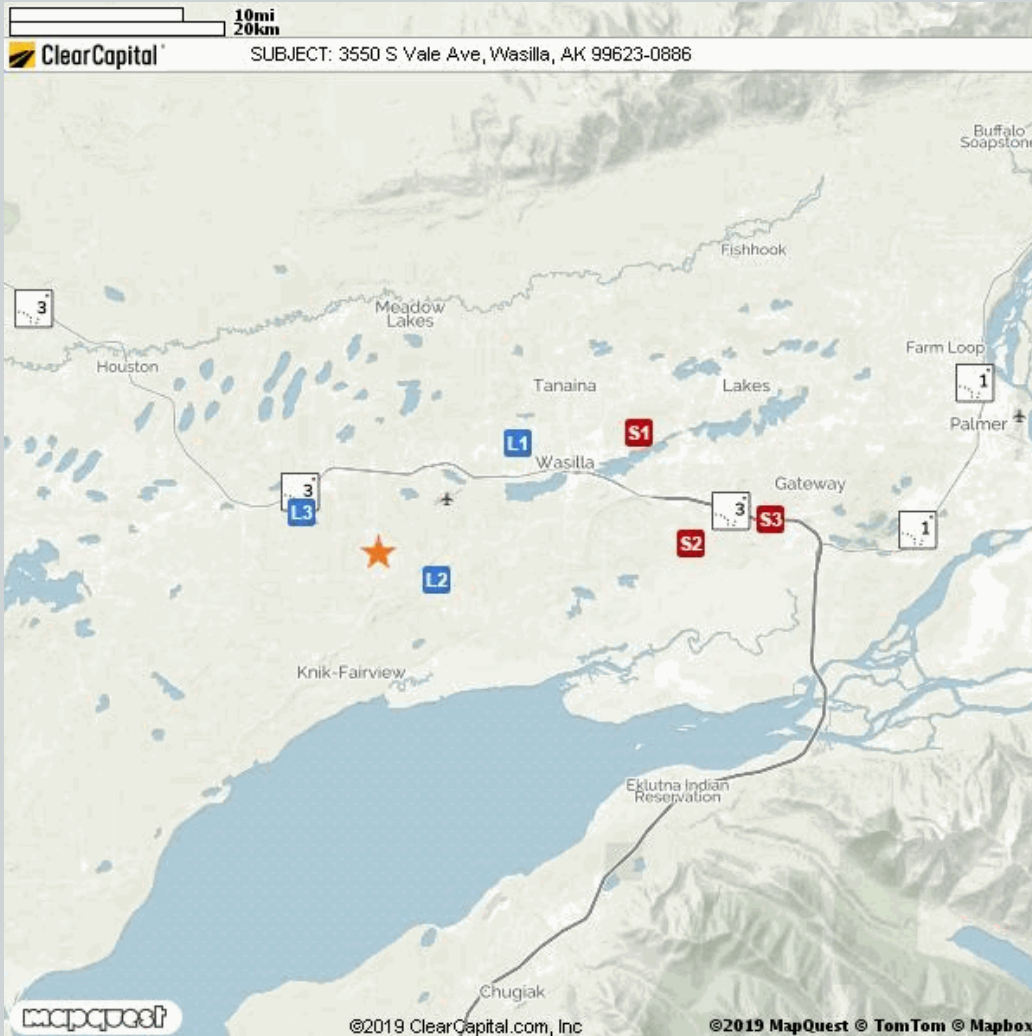 10mi
20km
ClearCapital
SUBJECT: 3550 S Vale Ave, Wasilla, AK 99623-0886
Buffalo
Soapstone
Fishhook
3
Meadow
Lakes
Houston
Farm Loop
1
Tanaina
Lakes
Palmer
S1
L1
Wasilla
Gateway
3
L3
3
S3
1
S2
L2
Knik-Fairview
Eklutna Indian
Reservation
Chugiak
mapquest
©2019 ClearCapital.com, Inc
©2019 MapQuest © TomTom © Mapbox